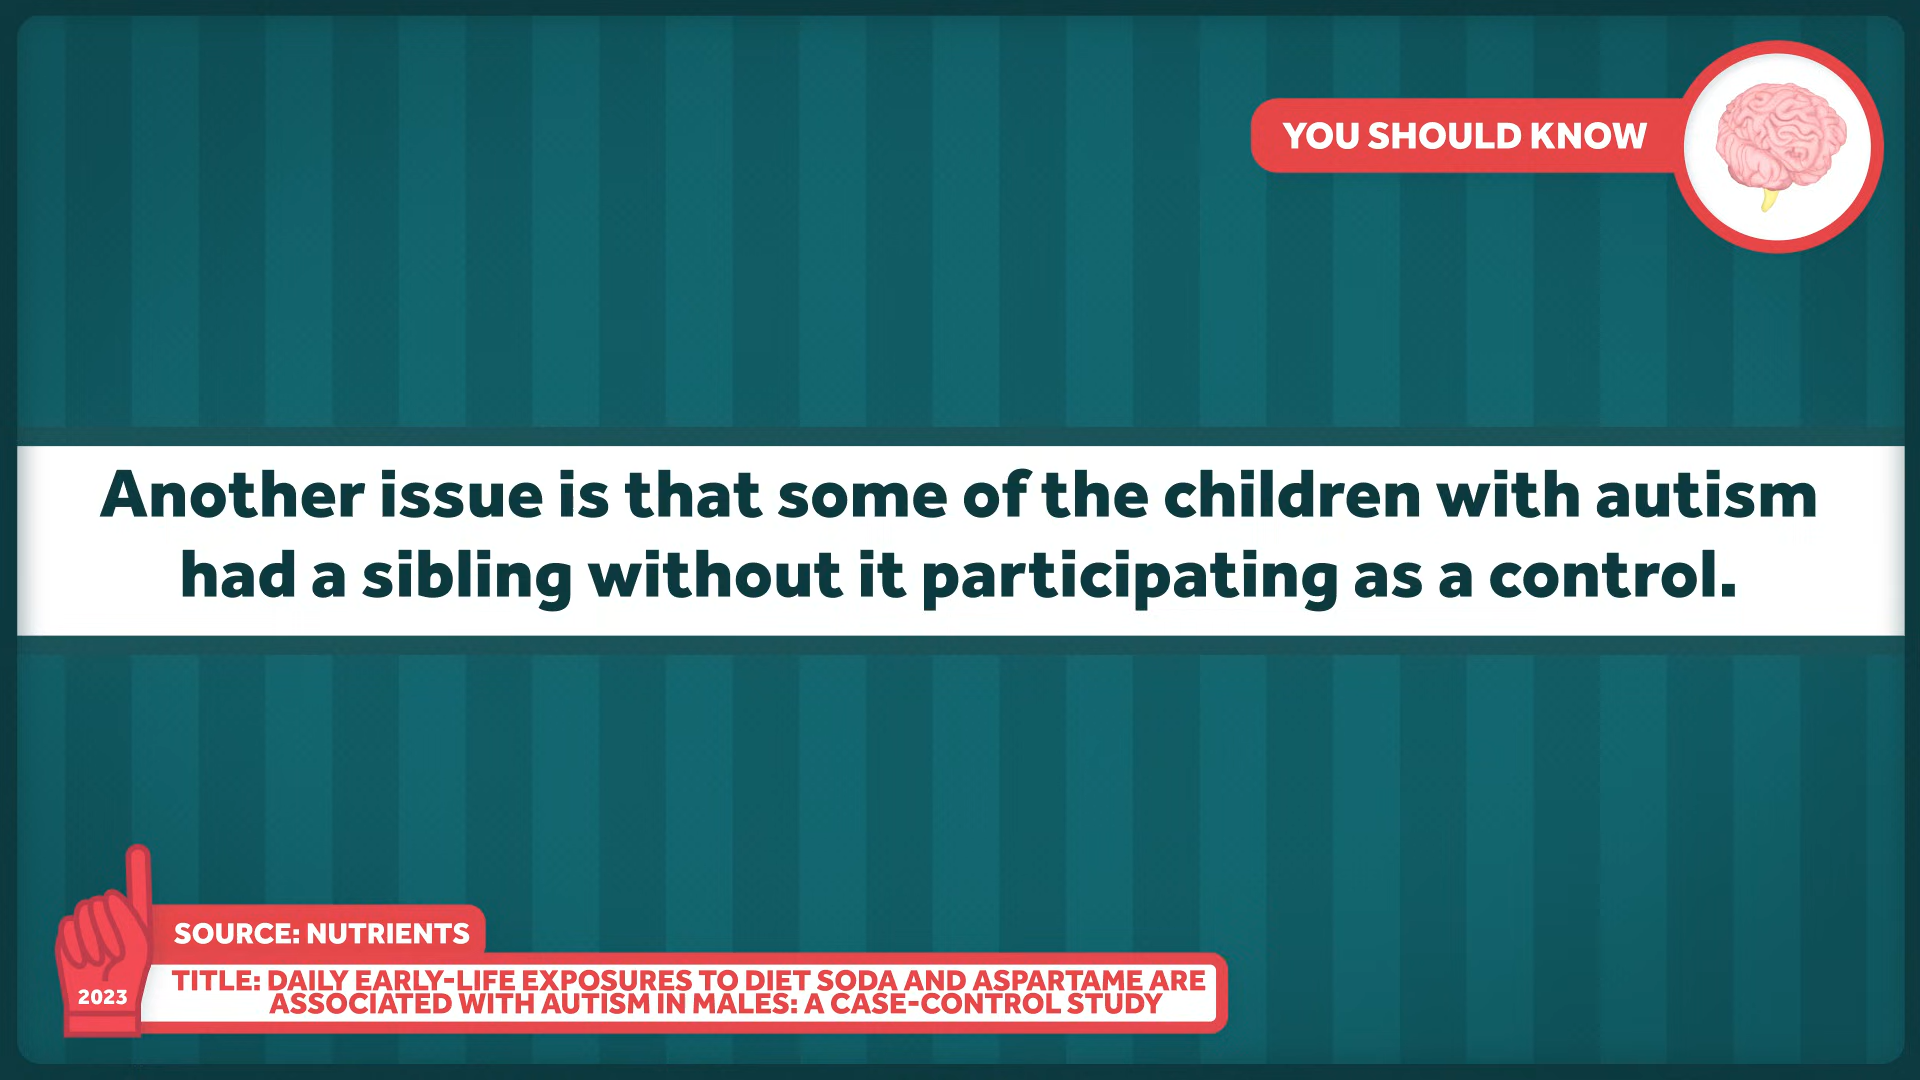 YOU SHOULD KNOW
Another issue is that some of the children with autism
had a sibling without it participating as a control.
SOURCE: NUTRIENTS
2023
TITLE: DAILY EARLY-LIFE EXPOSURES TO DIET SODA AND ASPARTAME ARE
ASSOCIATED WITH AUTISM IN MALES: A CASE-CONTROL STUDY